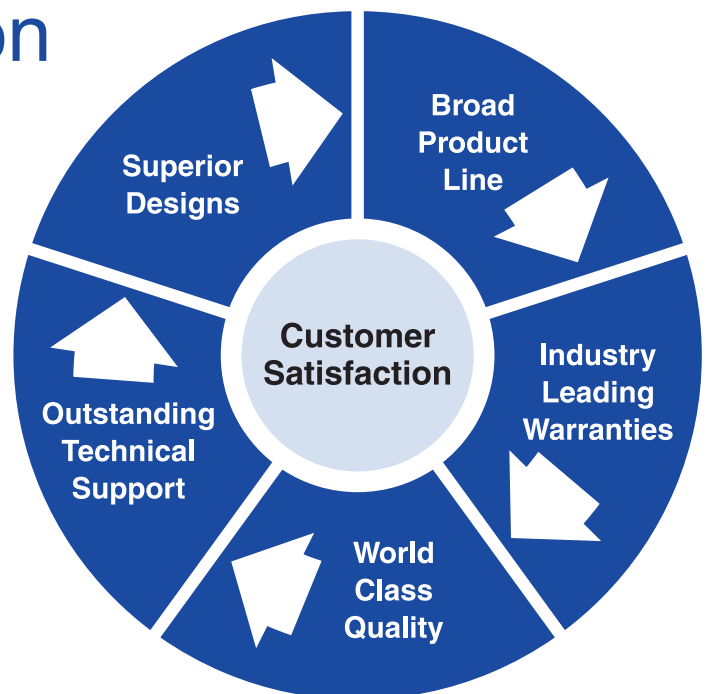 on
Broad
Product
Line
Industry
Leading
Warranties
World
Class
Quality
Outstanding
Technical
Support
Superior
Designs
Customer
Satisfaction